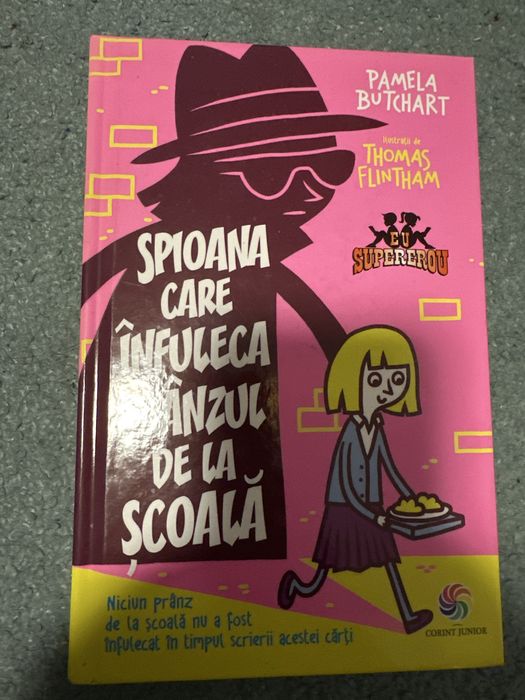 PAMELA
BUTCHART
Ilustrații de
THOMAS
FLINTHAM
EU
SUPEREROU
SPIOANA
CARE
ÎNFULECA
PRÂNZUL
DE LA
ȘCOALĂ
Niciun prânz
de la școală nu a fost
înfulecat în timpul scrierii acestei cărți
CORINT JUNIOR